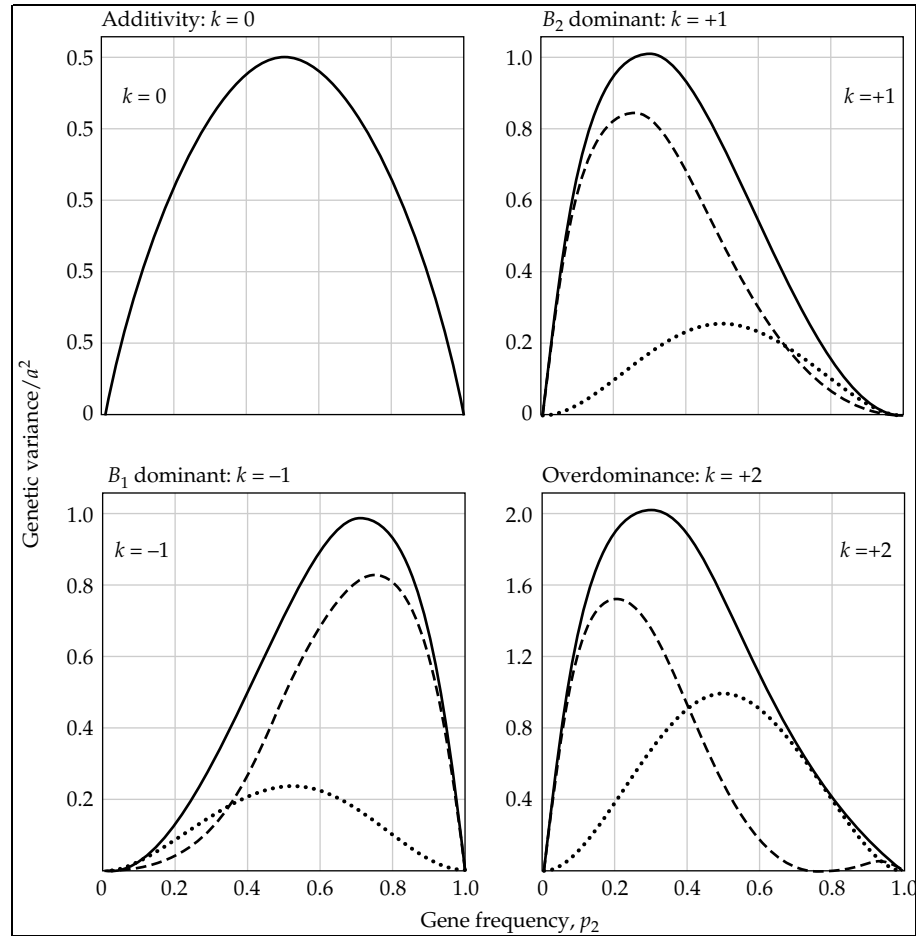 Additivity: k = 0
0.5
0.5
0.5
0.5
0.5
0
k = 0
B2 dominant: k = +1
1.0
0.8
0.6
0.4
0.2
0
k =+1
Genetic variance/a²
B1 dominant: k = –1
1.0
0.8
0.6
0.4
0.2
k = –1
0 0.2 0.4 0.6 0.8 1.0
Overdominance: k = +2
2.0
1.6
1.2
0.8
0.4
k =+2
0 0.2 0.4 0.6 0.8 1.0
Gene frequency, p2